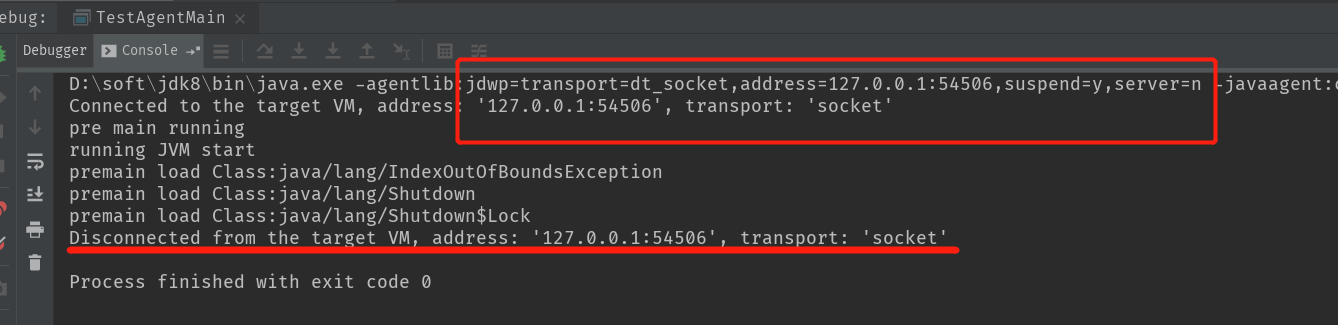 ebug:
TestAgentMain
Debugger
Console
D:\soft\jdk8\bin\java.exe -agentlib:jdwp=transport=dt_socket,address=127.0.0.1:54506,suspend=y,server=n -javaagent:
Connected to the target VM, address: '127.0.0.1:54506', transport: 'socket'
pre main running
running JVM start
premain load Class:java/lang/IndexOutOfBoundsException
premain load Class:java/lang/Shutdown
premain load Class:java/lang/Shutdown$Lock
Disconnected from the target VM, address: '127.0.0.1:54506', transport: 'socket'
Process finished with exit code 0